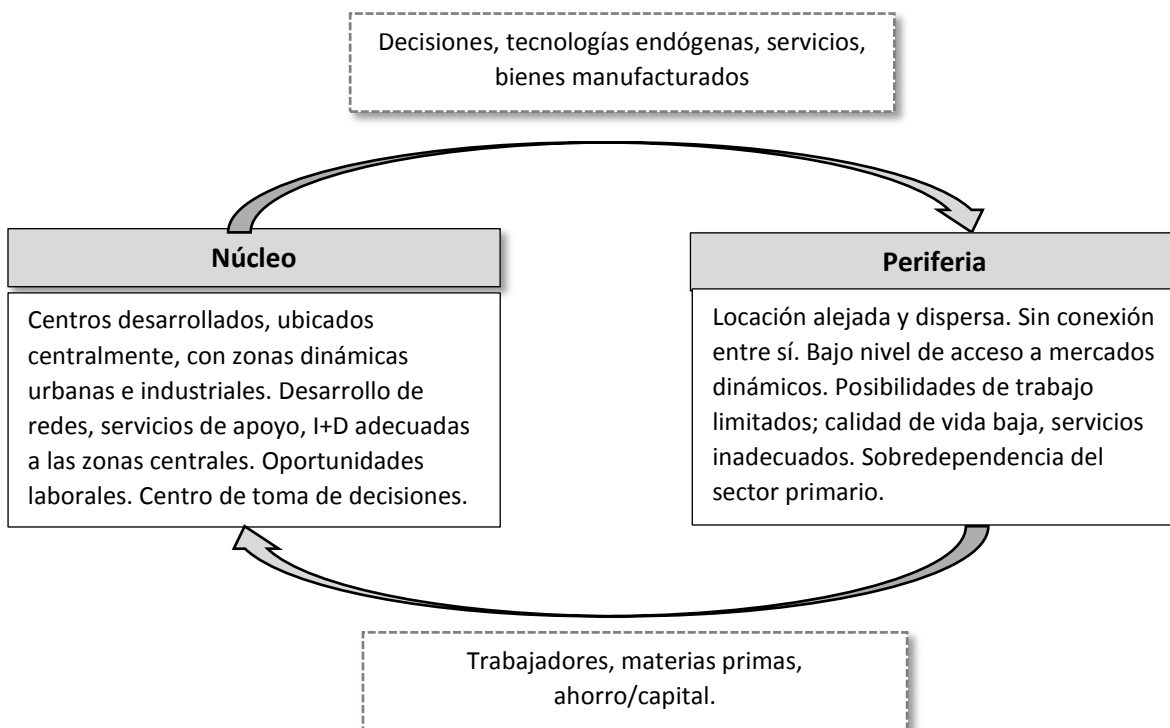 Decisiones, tecnologías endógenas, servicios,
bienes manufacturados
Núcleo
Centros desarrollados, ubicados
centralmente, con zonas dinámicas
urbanas e industriales. Desarrollo de
redes, servicios de apoyo, I+D adecuadas
a las zonas centrales. Oportunidades
laborales. Centro de toma de decisiones.
Periferia
Locación alejada y dispersa. Sin conexión
entre sí. Bajo nivel de acceso a mercados
dinámicos. Posibilidades de trabajo
limitados; calidad de vida baja, servicios
inadecuados. Sobredependencia del
sector primario.
Trabajadores, materias primas,
ahorro/capital.